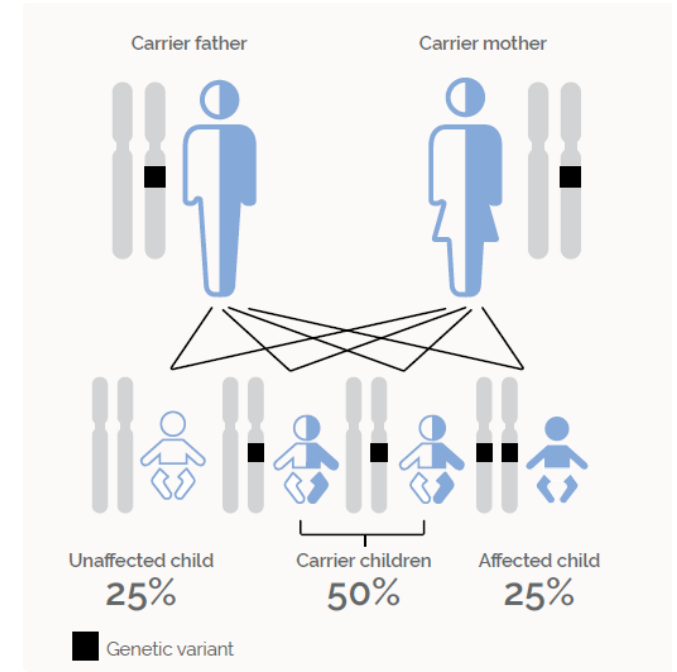 Carrier father
Carrier mother
Unaffected child
25%
Carrier children
50%
Affected child
25%
Genetic variant